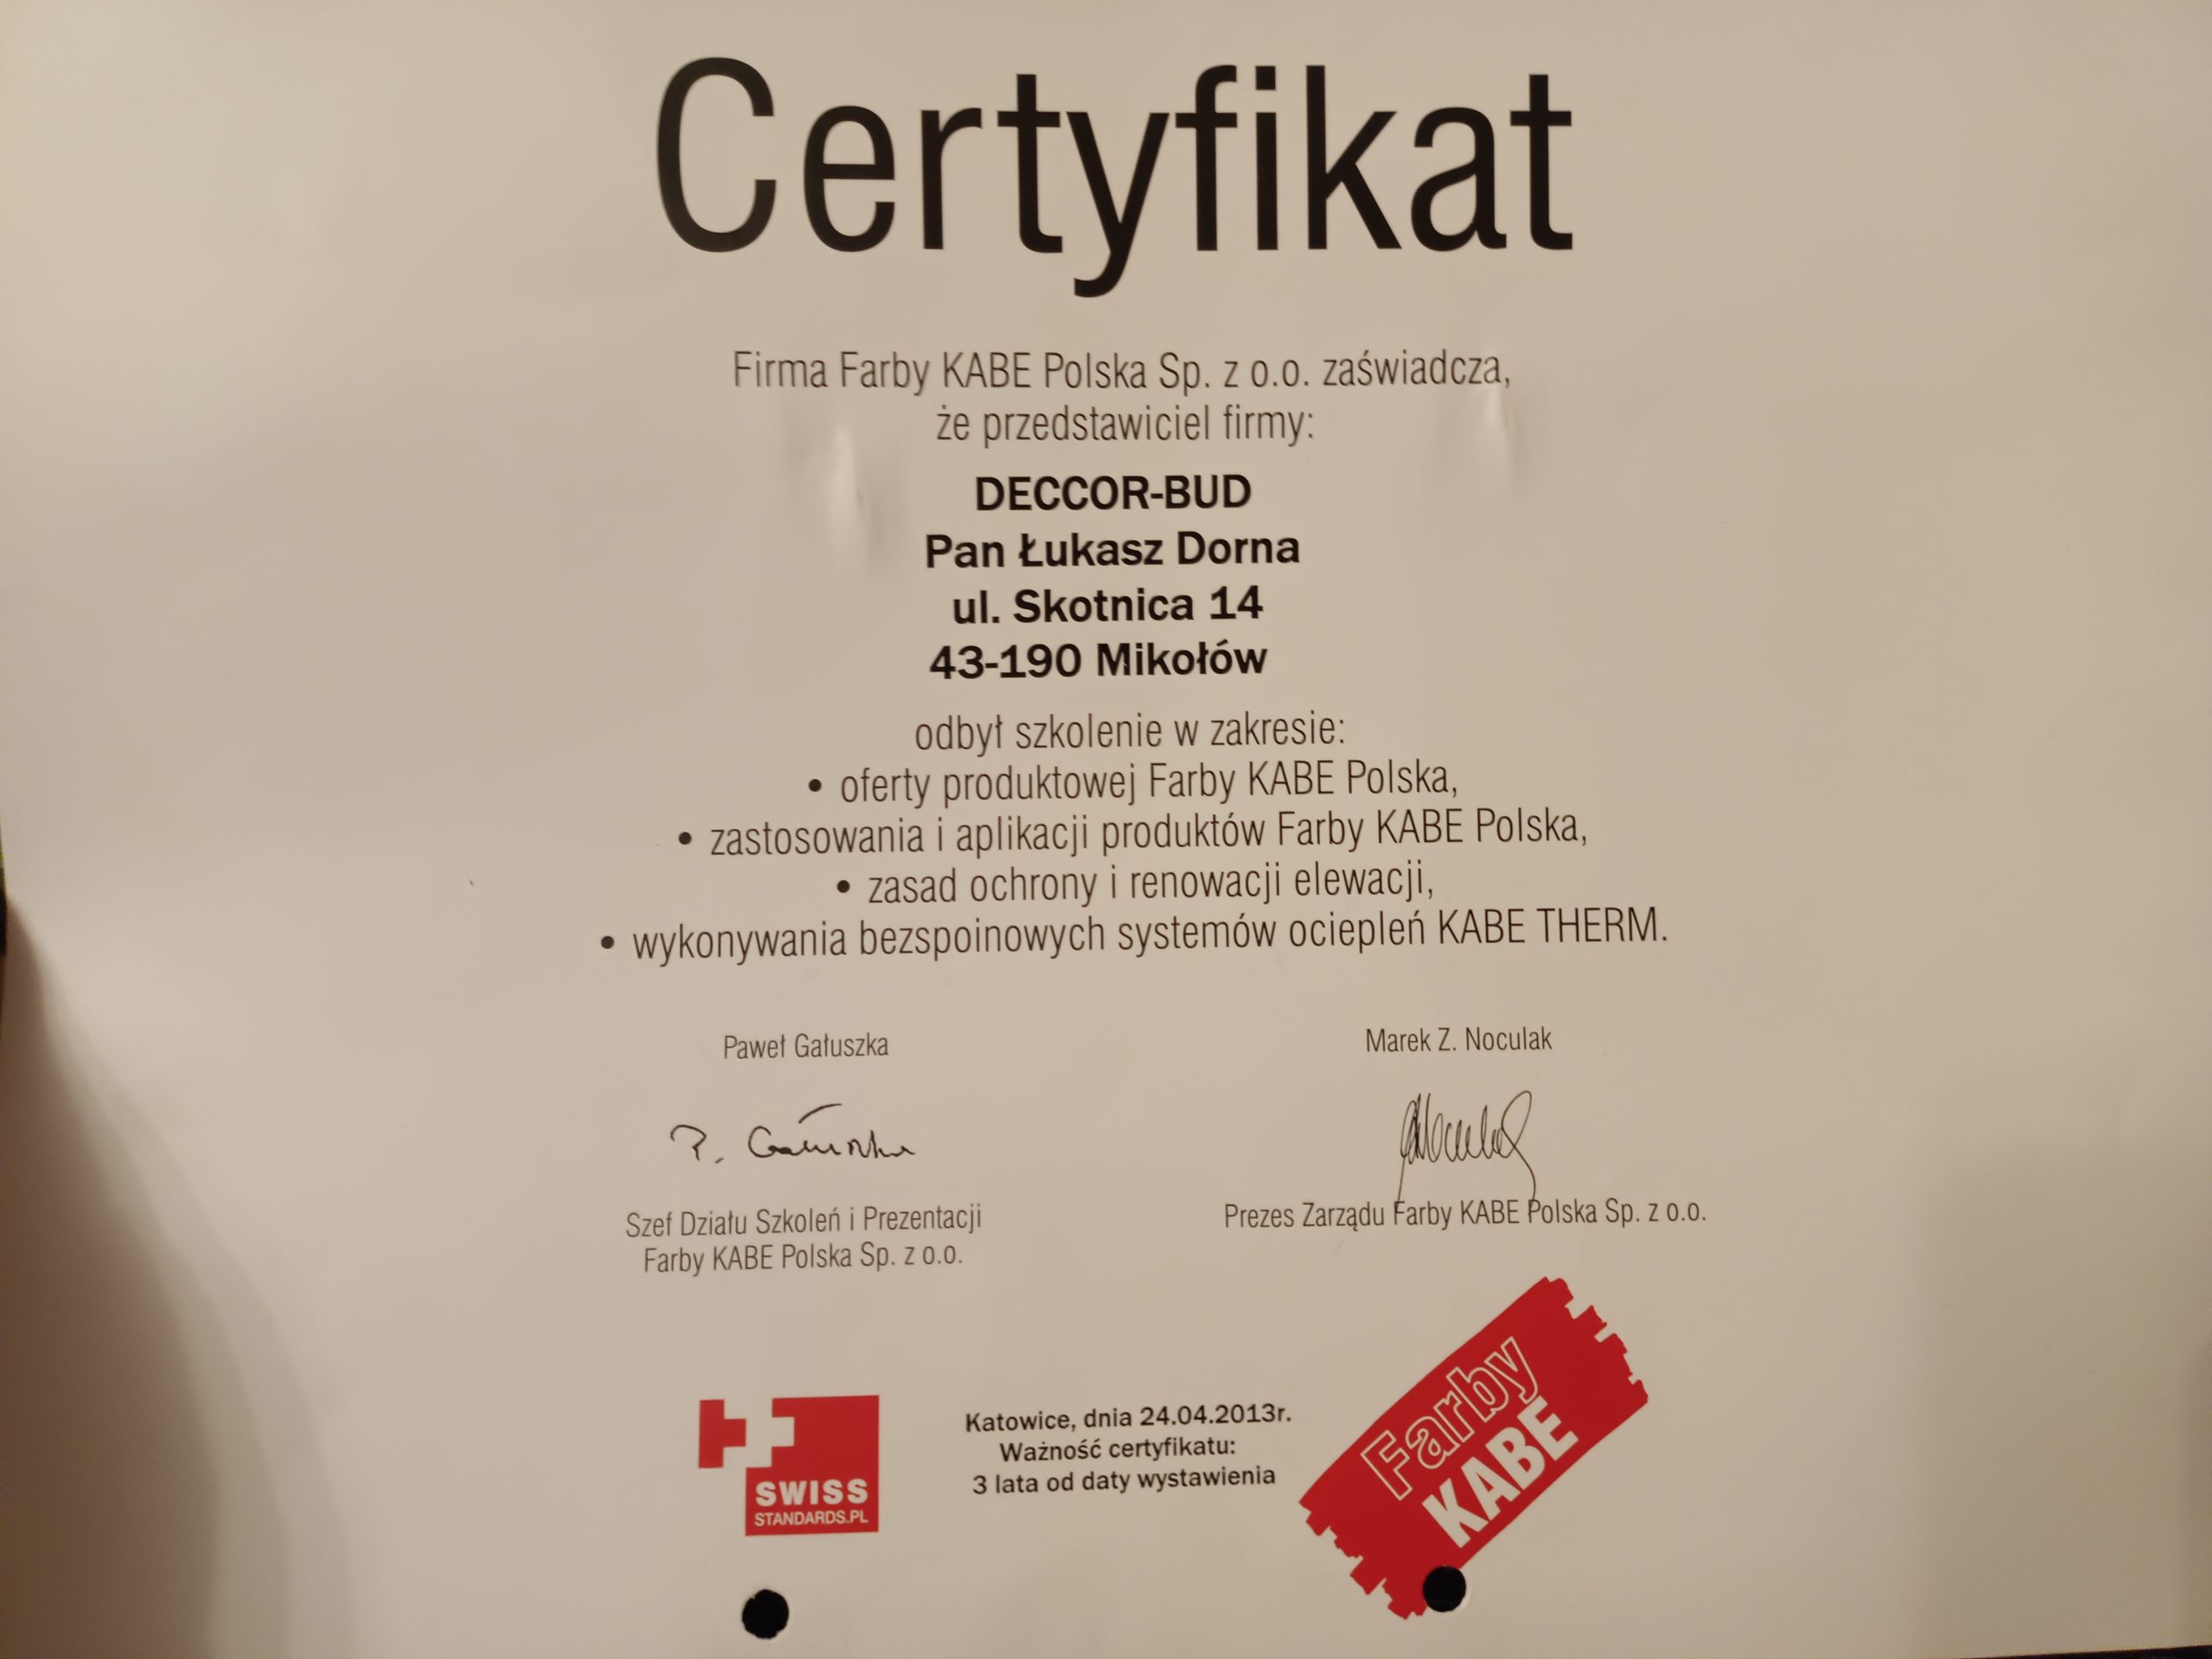 Certyfikat
Firma Farby KABE Polska Sp. z o.o. zaświadcza,
że przedstawiciel firmy:
DECCOR-BUD
Pan Łukasz Dorna
ul. Skotnica 14
43-190 Mikołów
odbył szkolenie w zakresie:
• oferty produktowej Farby KABE Polska,
• zastosowania i aplikacji produktów Farby KABE Polska,
• zasad ochrony i renowacji elewacji,
• wykonywania bezspoinowych systemów ociepleń KABE THERM.
Paweł Gałuszka
P. Gałuszka
Szef Działu Szkoleń i Prezentacji
Farby KABE Polska Sp. z o.o.
Marek Z. Noculak
Prezes Zarządu Farby KABE Polska Sp. z o.o.
SWISS
STANDARDS.PL
Katowice, dnia 24.04.2013r.
Ważność certyfikatu:
3 lata od daty wystawienia
Farby
KABE